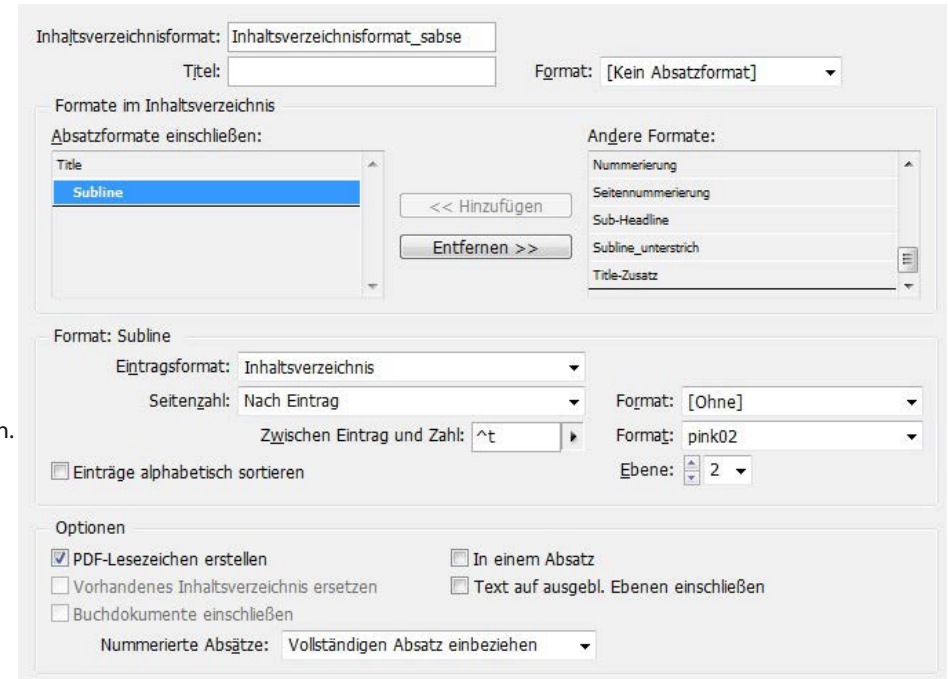 Inhaltsverzeichnisformat: Inhaltsverzeichnisformat_sabse
Titel: Format: [Kein Absatzformat]
Formate im Inhaltsverzeichnis
Absatzformate einschließen: Andere Formate:
Title Nummerierung
Subline Seitennummerierung
<< Hinzufügen Sub-Headline
Entfernen >> Subline_unterstrich
Title-Zusatz
Format: Subline
Eintragsformat: Inhaltsverzeichnis
Seitenzahl: Nach Eintrag Format: [Ohne]
n. Zwischen Eintrag und Zahl: ^t Format: pink02
Einträge alphabetisch sortieren Ebene: 2
Optionen
PDF-Lesezeichen erstellen In einem Absatz
Vorhandenes Inhaltsverzeichnis ersetzen Text auf ausgebl. Ebenen einschließen
Buchdokumente einschließen
Nummerierte Absätze: Vollständigen Absatz einbeziehen